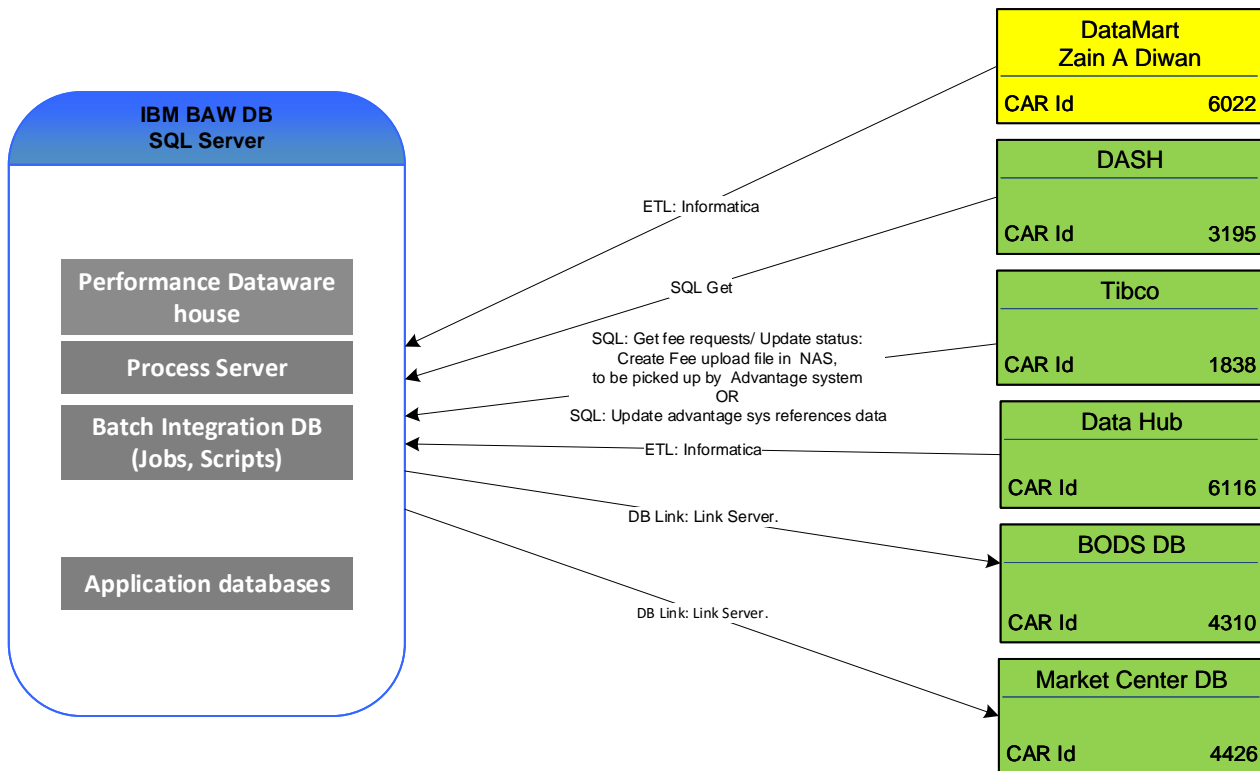 IBM BAW DB
SQL Server
Performance Dataware
house
Process Server
Batch Integration DB
(Jobs, Scripts)
Application databases
ETL: Informatica
SQL Get
SQL: Get fee requests/ Update status:
Create Fee upload file in NAS,
to be picked up by Advantage system
OR
SQL: Update advantage sys references data
ETL: Informatica
DB Link: Link Server.
DB Link: Link Server.
DataMart
Zain A Diwan
CAR Id 6022
DASH
CAR Id 3195
Tibco
CAR Id 1838
Data Hub
CAR Id 6116
BODS DB
CAR Id 4310
Market Center DB
CAR Id 4426